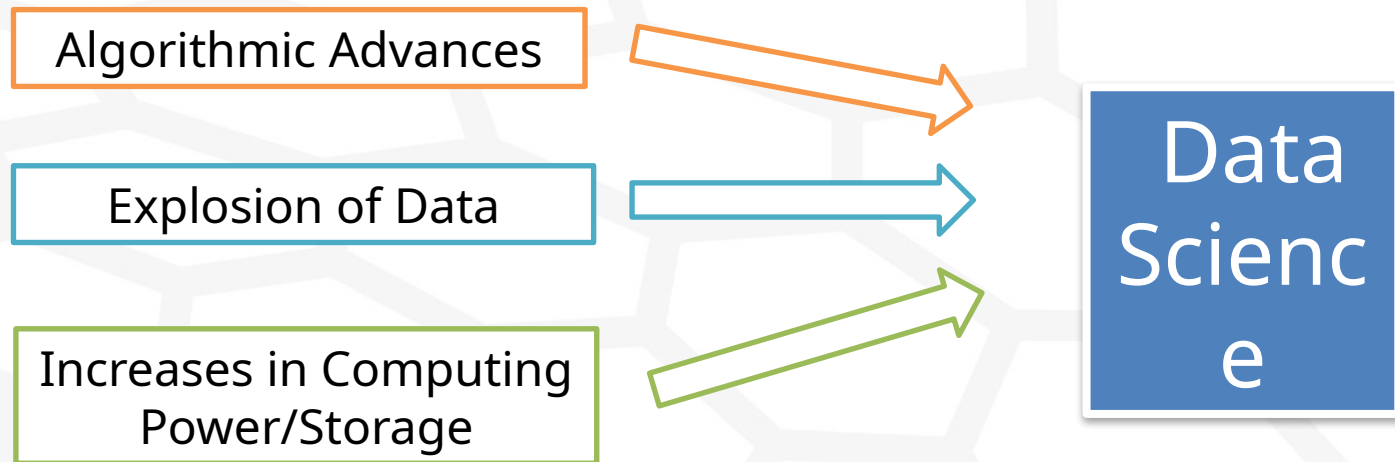 Algorithmic Advances
Explosion of Data
Increases in Computing
Power/Storage
Data
Scienc
e